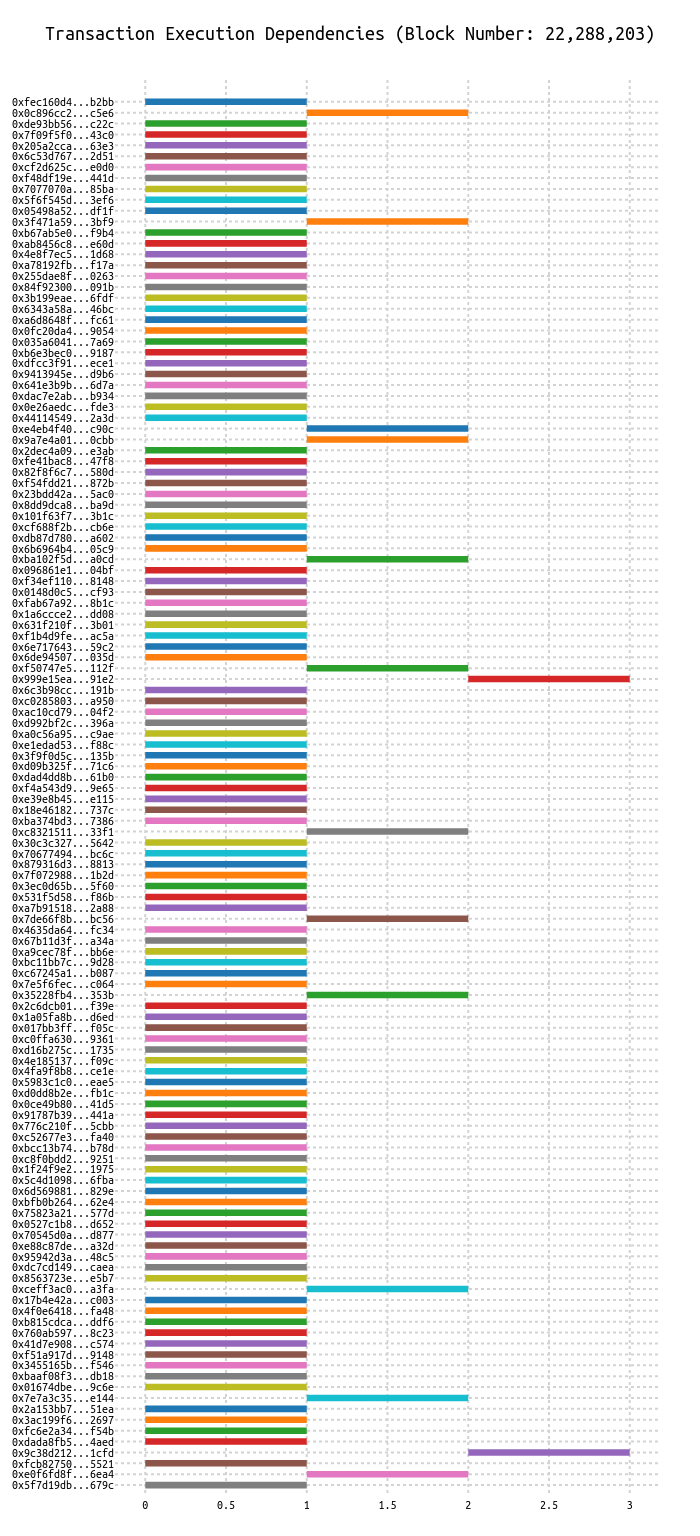 Transaction Execution Dependencies (Block Number: 22,288,203)
0xfec160d4...b2bb
0x0c896cc2...c5e6
0xde93bb56...c22c
0x7f09f5f0...43c0
0x205a2cca...63e3
0x6c53d767...2d51
0xcf2d625c...e0d0
0xf48df19e...441d
0x7077070a...85ba
0x5f6f545d...3ef6
0x05498a52...df1f
0x3f471a59...3bf9
0xb67ab5e0...f9b4
0xab8456c8...e60d
0x4e8f7ec5...1d68
0xa78192fb...f17a
0x255dae8f...0263
0x84f92300...091b
0x3b199eae...6fdf
0x6343a58a...46bc
0xa6d8648f...fc61
0x0fc20da4...9054
0x035a6041...7a69
0xb6e3bec0...9187
0xdfcc3f91...ece1
0x9413945e...d9b6
0x641e3b9b...6d7a
0xdac7e2ab...b934
0x0e26aedc...fde3
0x44114549...2a3d
0xe4eb4f40...c90c
0x9a7e4a01...0cbb
0x2dec4a09...e3ab
0xfe41bac8...47f8
0x82f8f6c7...580d
0xf54fdd21...872b
0x23bdd42a...5ac0
0x8dd9dca8...ba9d
0x101f63f7...3b1c
0xcf688f2b...cb6e
0xdb87d780...a602
0x6b6964b4...05c9
0xba102f5d...a0cd
0x096861e1...04bf
0xf34ef110...8148
0x0148d0c5...cf93
0xfab67a92...8b1c
0x1a6ccce2...dd08
0x631f210f...3b01
0xf1b4d9fe...ac5a
0x6e717643...59c2
0x6de94507...035d
0xf50747e5...112f
0x999e15ea...91e2
0x6c3b98cc...191b
0xc0285803...a950
0xac10cd79...04f2
0xd992bf2c...396a
0xa0c56a95...c9ae
0xe1edad53...f88c
0x3f9f0d5c...135b
0xd09b325f...71c6
0xdad4dd8b...61b0
0xf4a543d9...9e65
0xe39e8b45...e115
0x18e46182...737c
0xba374bd3...7386
0xc8321511...33f1
0x30c3c327...5642
0x70677494...bc6c
0x879316d3...8813
0x7f072988...1b2d
0x3ec0d65b...5f60
0x531f5d58...f86b
0xa7b91518...2a88
0x7de66f8b...bc56
0x4635da64...fc34
0x67b11d3f...a34a
0xa9cec78f...bb6e
0xbc11bb7c...9d28
0xc67245a1...b087
0x7e5f6fec...c064
0x35228fb4...353b
0x2c6dcb01...f39e
0x1a05fa8b...d6ed
0x017bb3ff...f05c
0xc0ffa630...9361
0xd16b275c...1735
0x4e185137...f09c
0x4fa9f8b8...ce1e
0x5983c1c0...eae5
0xd0dd8b2e...fb1c
0x0ce49b80...41d5
0x91787b39...441a
0x776c210f...5cbb
0xc52677e3...fa40
0xbcc13b74...b78d
0xc8f0bdd2...9251
0x1f24f9e2...1975
0x5c4d1098...6fba
0x6d569881...829e
0xbfb0b264...62e4
0x75823a21...577d
0x0527c1b8...d652
0x70545d0a...d877
0xe88c87de...a32d
0x95942d3a...48c5
0xdc7cd149...caea
0x8563723e...e5b7
0xceff3ac0...a3fa
0x17b4e42a...c003
0x4f0e6418...fa48
0xb815cdca...ddf6
0x760ab597...8c23
0x41d7e908...c574
0xf51a917d...9148
0x3455165b...f546
0xbaaf08f3...db18
0x01674dbe...9c6e
0x7e7a3c35...e144
0x2a153bb7...51ea
0x3ac199f6...2697
0xfc6e2a34...f54b
0xdada8fb5...4aed
0x9c38d212...1cfd
0xfcb82750...5521
0xe0f6fd8f...6ea4
0x5f7d19db...679c
0 0.5 1 1.5 2 2.5 3